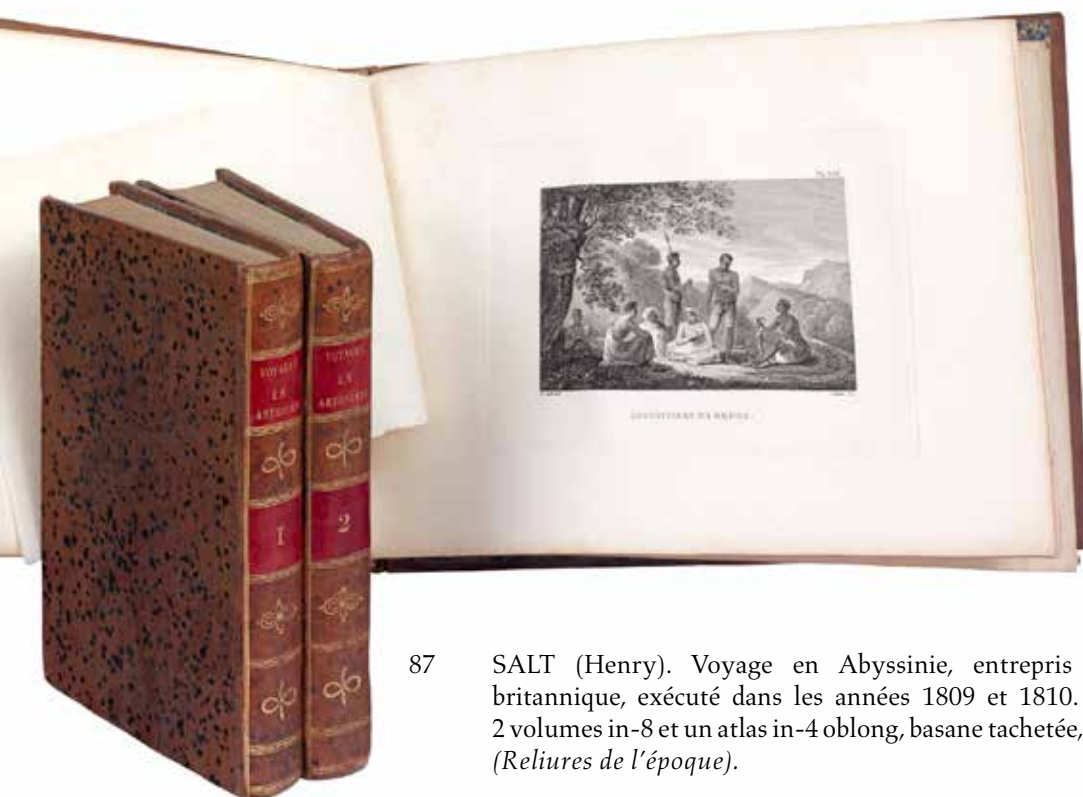 VOYAGE
EN
ABYSSINIE
1
VOYAGE
EN
ABYSSINIE
2
87 SALT (Henry). Voyage en Abyssinie, entrepris
britannique, exécuté dans les années 1809 et 1810.
2 volumes in-8 et un atlas in-4 oblong, basane tachetée,
(Reliures de l'époque).